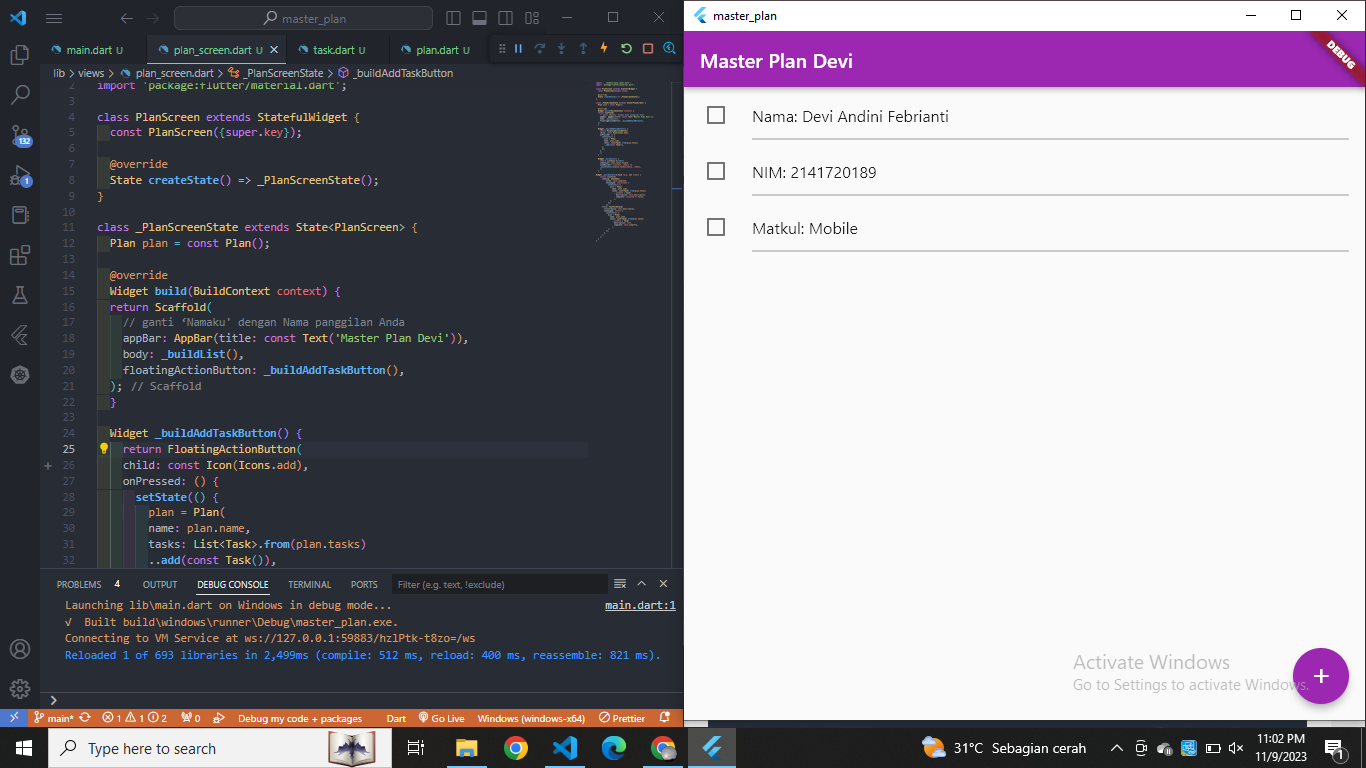 master_plan
main.dart U
plan_screen.dart U
task.dart U
plan.dart U
lib > views > plan_screen.dart > _PlanScreenState > _buildAddTaskButton
2 import 'package:flutter/material.dart';
3
4 class PlanScreen extends StatefulWidget {
5 const PlanScreen({super.key});
6
7 @override
8 State createState() => _PlanScreenState();
9 }
10
11 class _PlanScreenState extends State<PlanScreen> {
12 Plan plan = const Plan();
13
14 @override
15 Widget build(BuildContext context) {
16 return Scaffold(
17 // ganti ‘Namaku' dengan Nama panggilan Anda
18 appBar: AppBar(title: const Text('Master Plan Devi')),
19 body: _buildList(),
20 floatingActionButton: _buildAddTaskButton(),
21 ); // Scaffold
22 }
23
24 Widget _buildAddTaskButton() {
25 return FloatingActionButton(
26 child: const Icon(Icons.add),
27 onPressed: () {
28 setState(() {
29 plan = Plan(
30 name: plan.name,
31 tasks: List<Task>.from(plan.tasks)
32 ..add(const Task()),
132
1
PROBLEMS 4 OUTPUT DEBUG CONSOLE TERMINAL PORTS Filter (e.g. text, !exclude)
Launching lib\main.dart on Windows in debug mode... main.dart:1
√ Built build\windows\runner\Debug\master_plan.exe.
Connecting to VM Service at ws://127.0.0.1:59883/hzlPtk-t8zo=/ws
Reloaded 1 of 693 libraries in 2,499ms (compile: 512 ms, reload: 400 ms, reassemble: 821 ms).
main* 1 1 2 0 Debug my code + packages Dart Go Live Windows (windows-x64) Prettier
master_plan
Master Plan Devi
DEBUG
Nama: Devi Andini Febrianti
NIM: 2141720189
Matkul: Mobile
Activate Windows
Go to Settings to activate Windows.
Type here to search
31°C Sebagian cerah
11:02 PM
11/9/2023
1